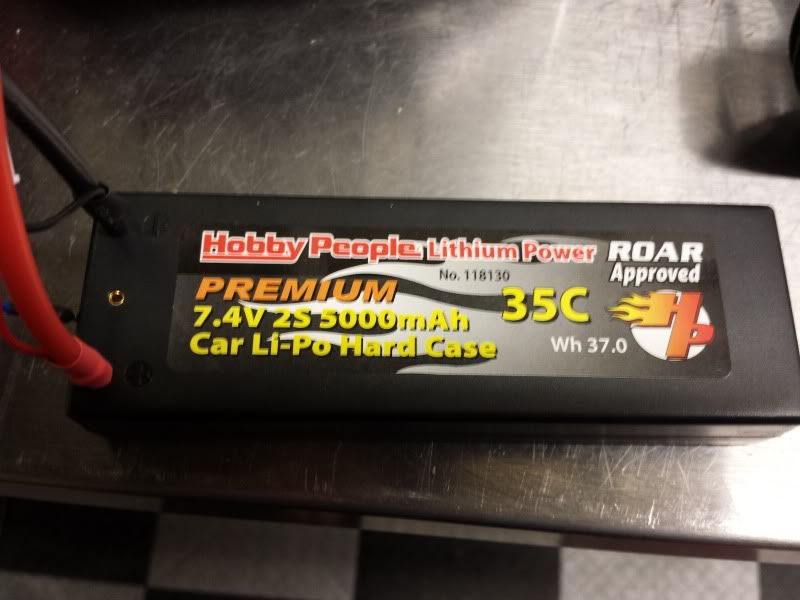 Hobby People Lithium Power
ROAR
Approved
No. 118130
PREMIUM
35C
7.4V 2S 5000mAh
Car Li-Po Hard Case
Wh 37.0
HP